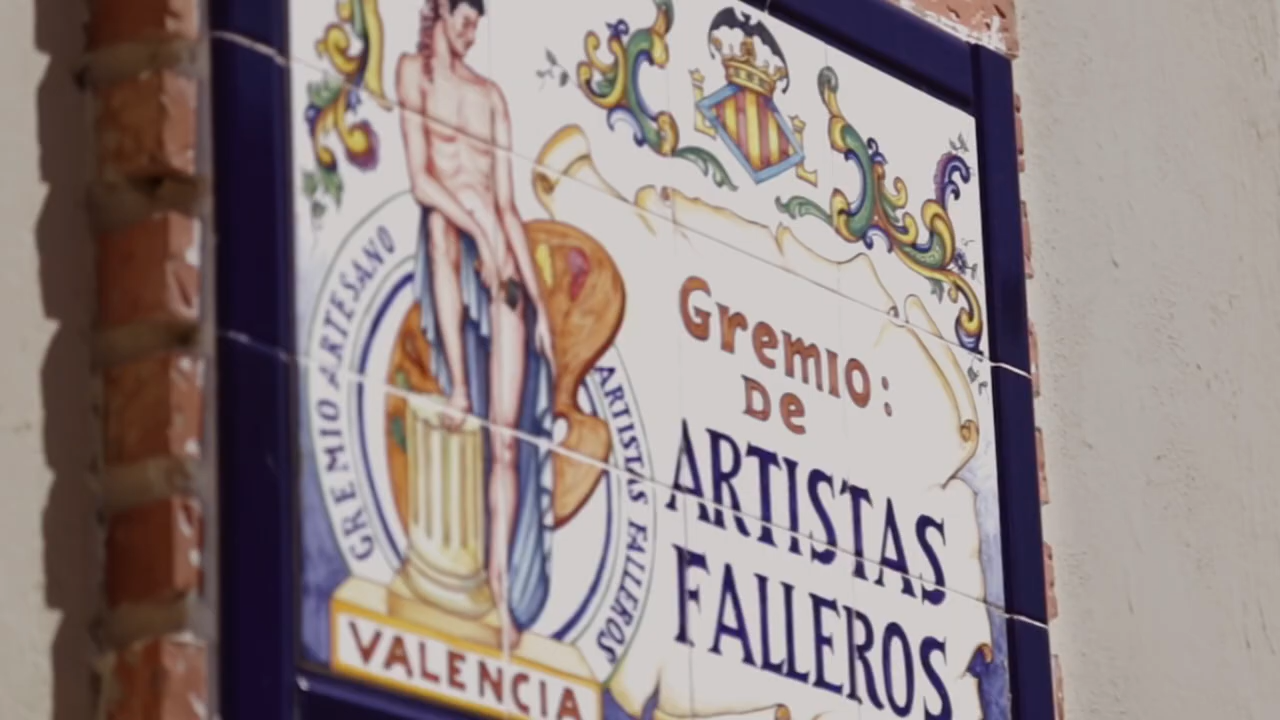 GREMIO ARTESANO
ARTISTAS FALLEROS
VALENCIA
Gremio:
De
ARTISTAS
FALLEROS
L L